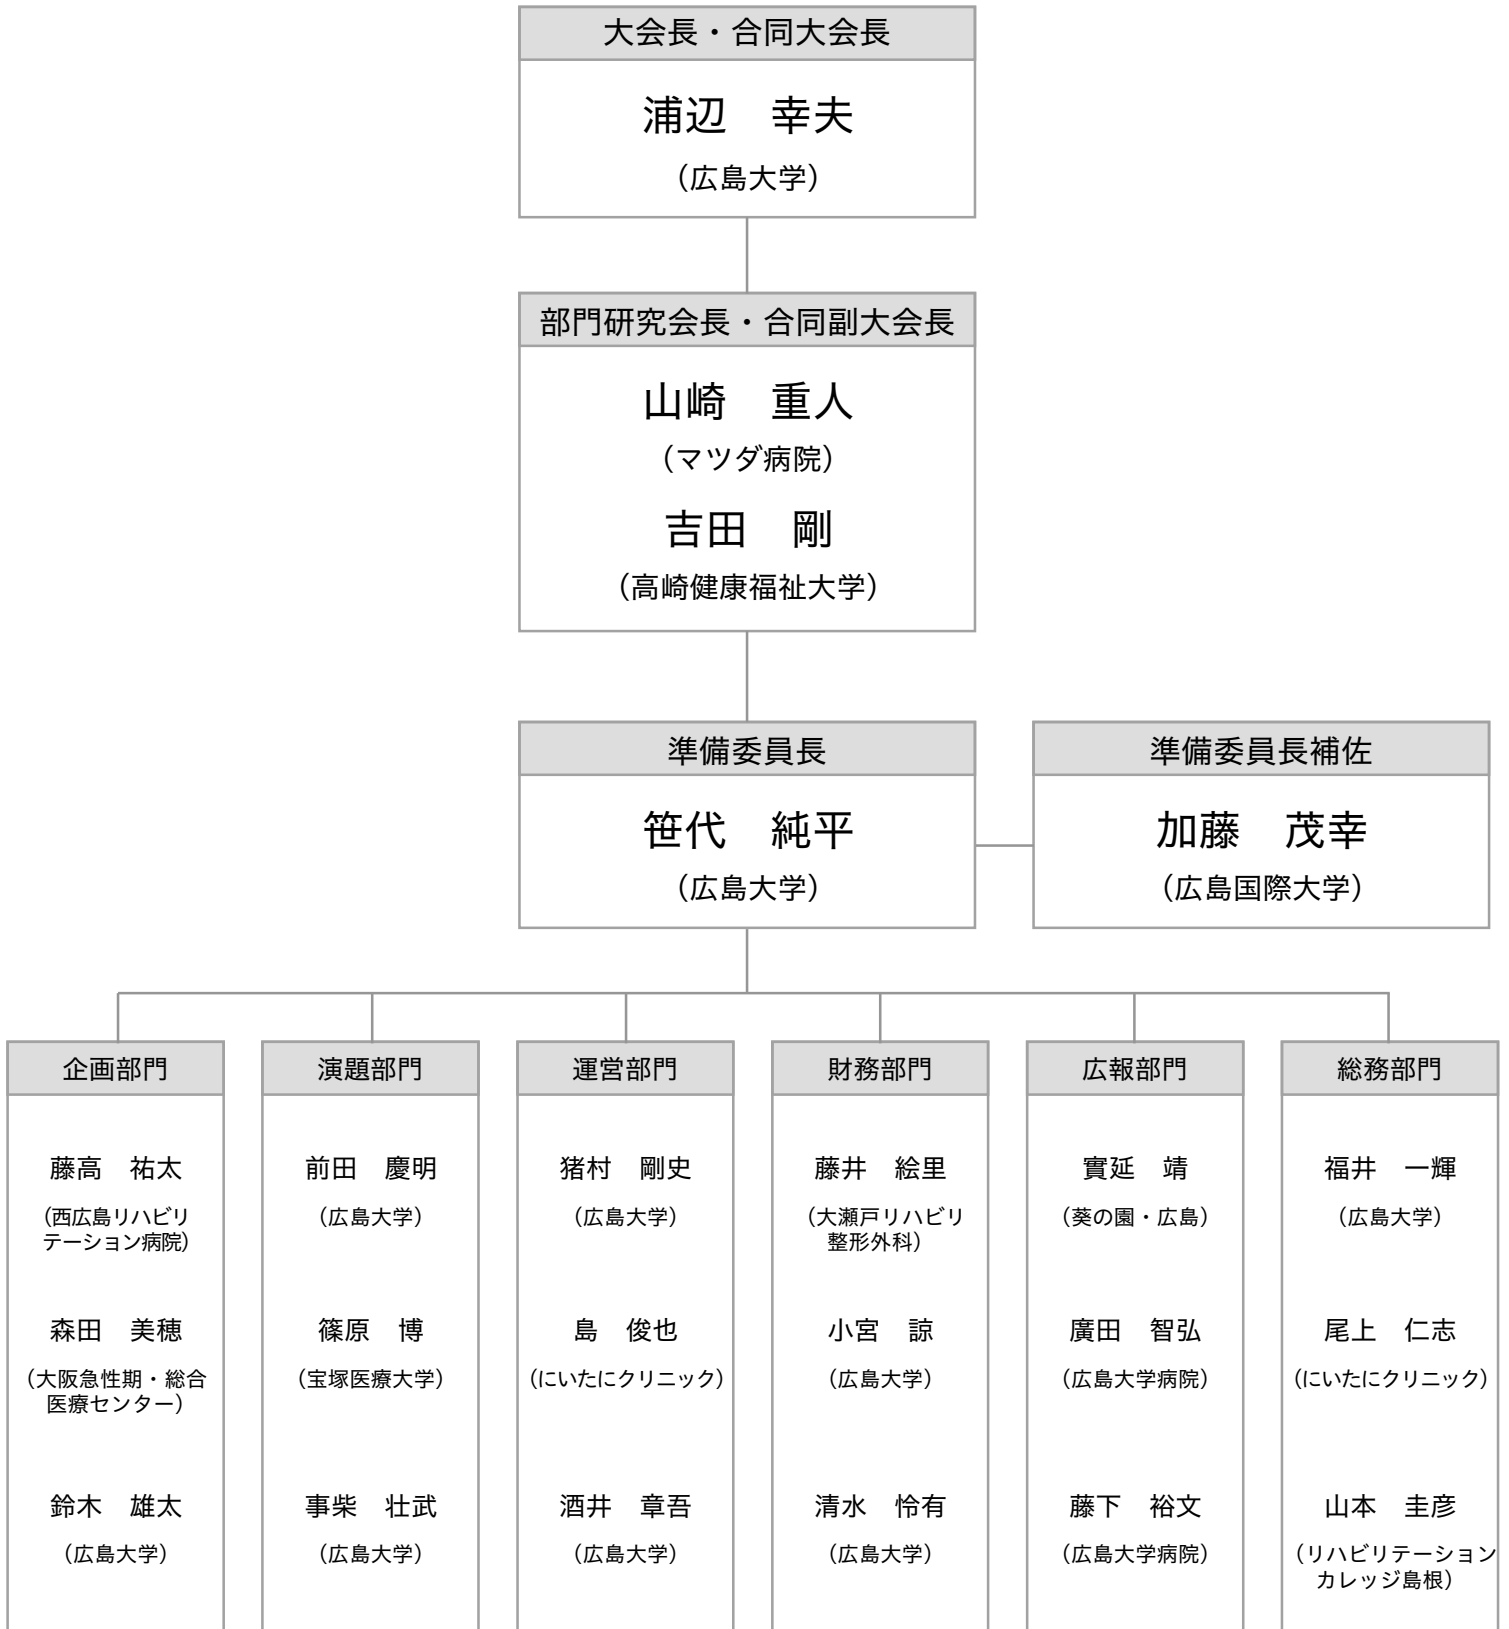 大会長・合同大会長
浦辺　幸夫
（広島大学）
部門研究会長・合同副大会長
山崎　重人
（マツダ病院）
吉田　剛
（高崎健康福祉大学）
準備委員長
笹代　純平
（広島大学）
準備委員長補佐
加藤　茂幸
（広島国際大学）
企画部門
藤高　祐太
（西広島リハビリ
テーション病院）
森田　美穂
（大阪急性期・総合
医療センター）
鈴木　雄太
（広島大学）
演題部門
前田　慶明
（広島大学）
篠原　博
（宝塚医療大学）
事柴　壮武
（広島大学）
運営部門
猪村　剛史
（広島大学）
島　俊也
（にいたにクリニック）
酒井　章吾
（広島大学）
財務部門
藤井　絵里
（大瀬戸リハビリ
整形外科）
小宮　諒
（広島大学）
清水　怜有
（広島大学）
広報部門
實延　靖
（葵の園・広島）
廣田　智弘
（広島大学病院）
藤下　裕文
（広島大学病院）
総務部門
福井　一輝
（広島大学）
尾上　仁志
（にいたにクリニック）
山本　圭彦
（リハビリテーション
カレッジ島根）